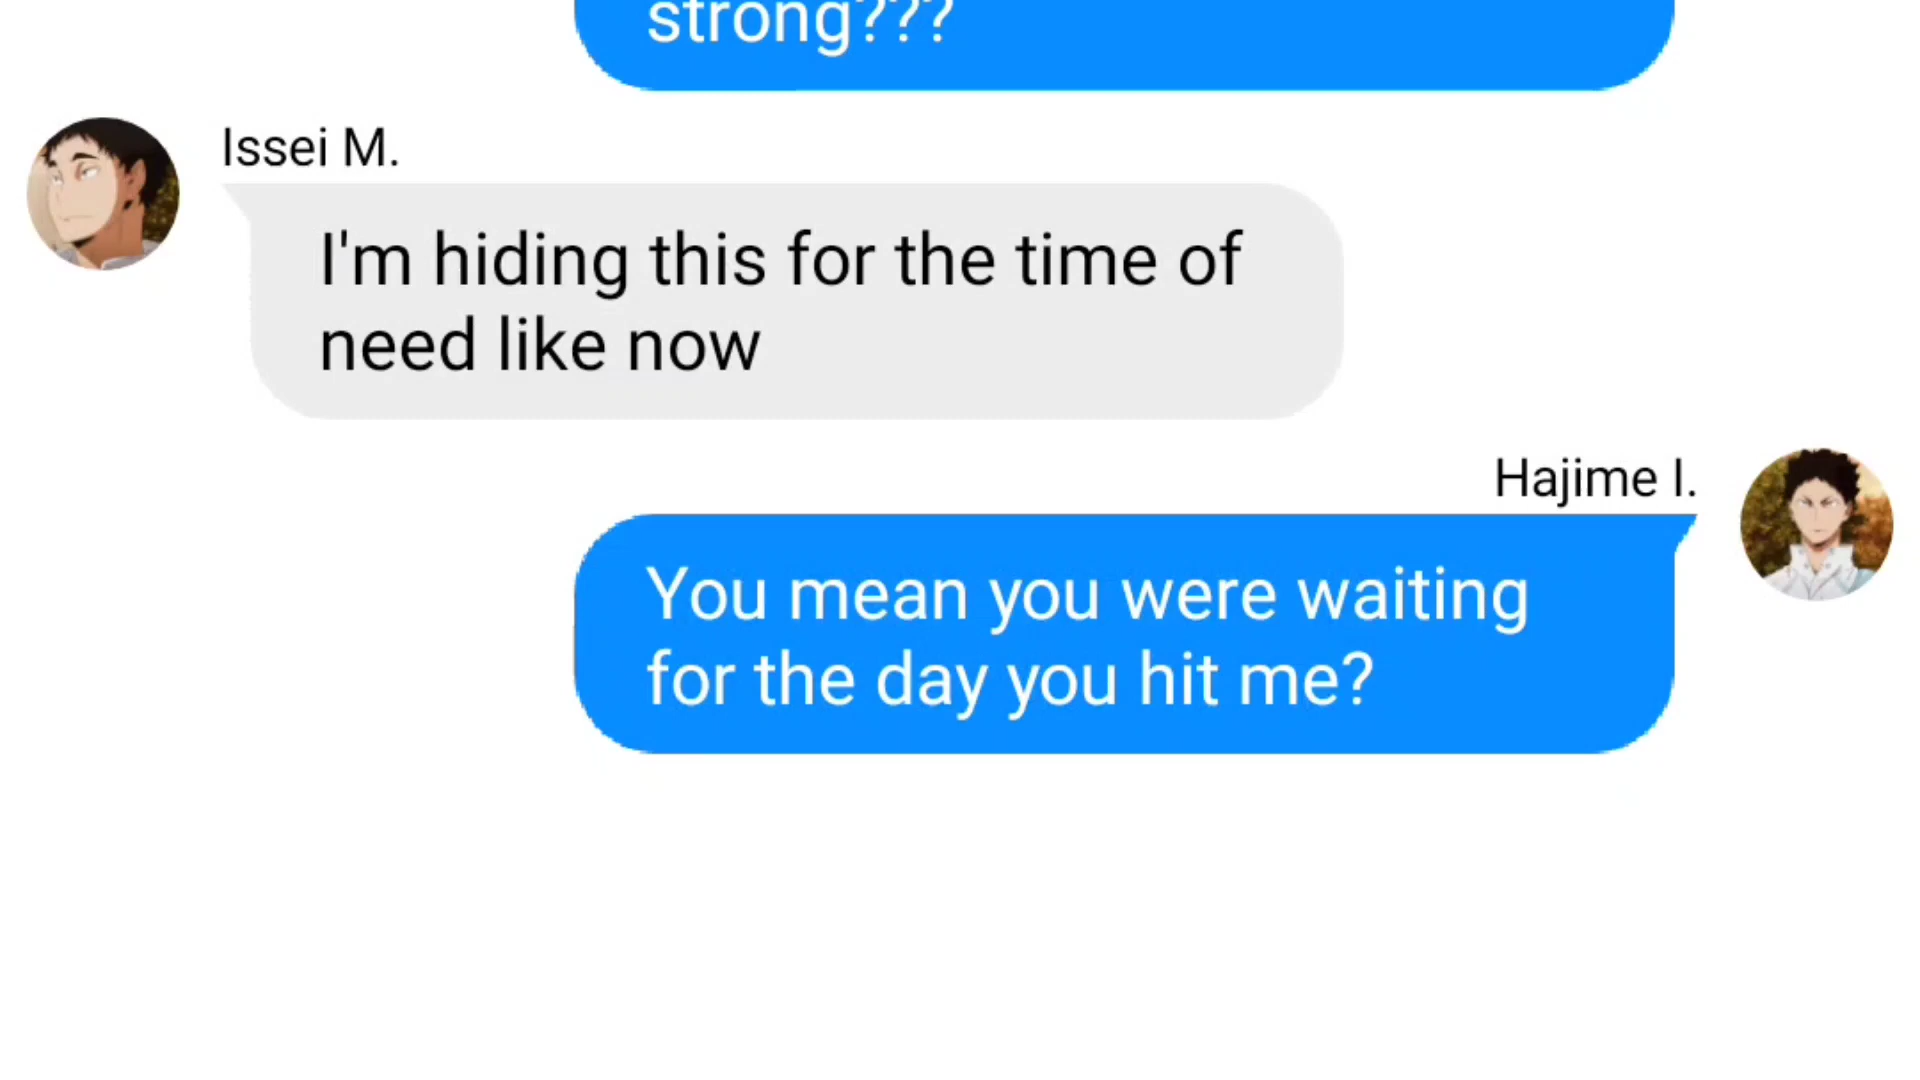 strong???
Issei M.
I'm hiding this for the time of
need like now
Hajime I.
You mean you were waiting
for the day you hit me?